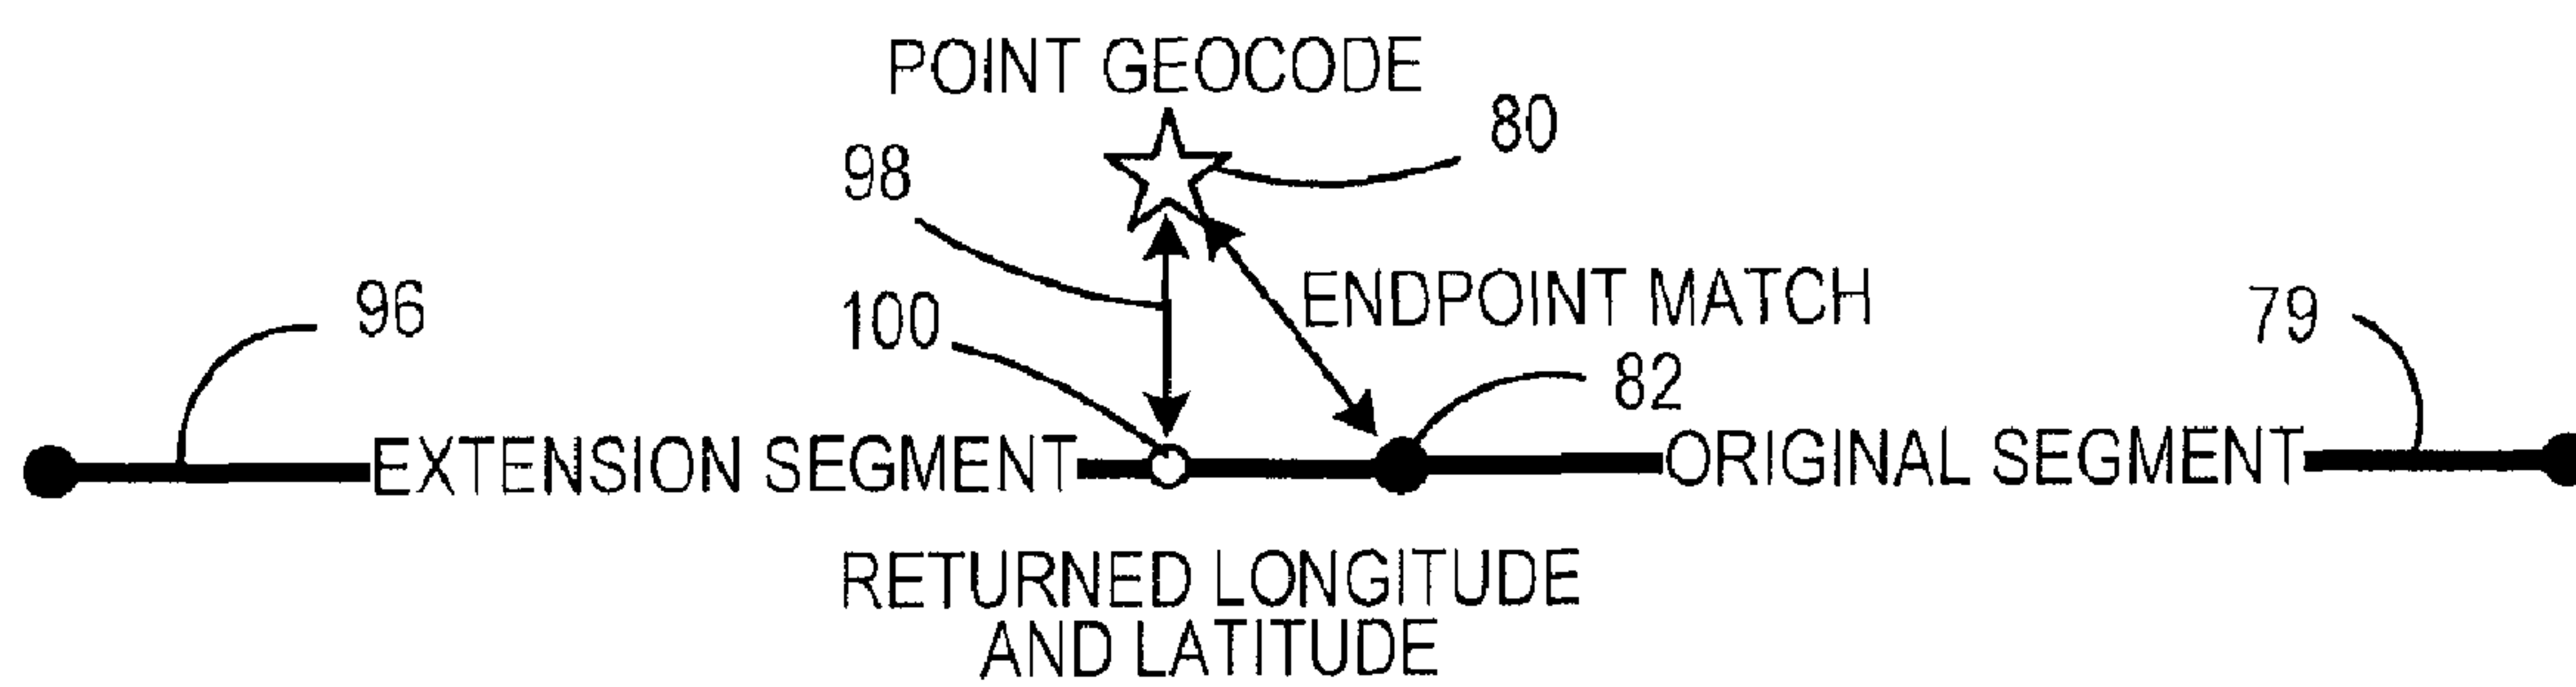 POINT GEOCODE
80
98
ENDPOINT MATCH
96
100
79
82
EXTENSION SEGMENT
ORIGINAL SEGMENT
RETURNED LONGITUDE
AND LATITUDE